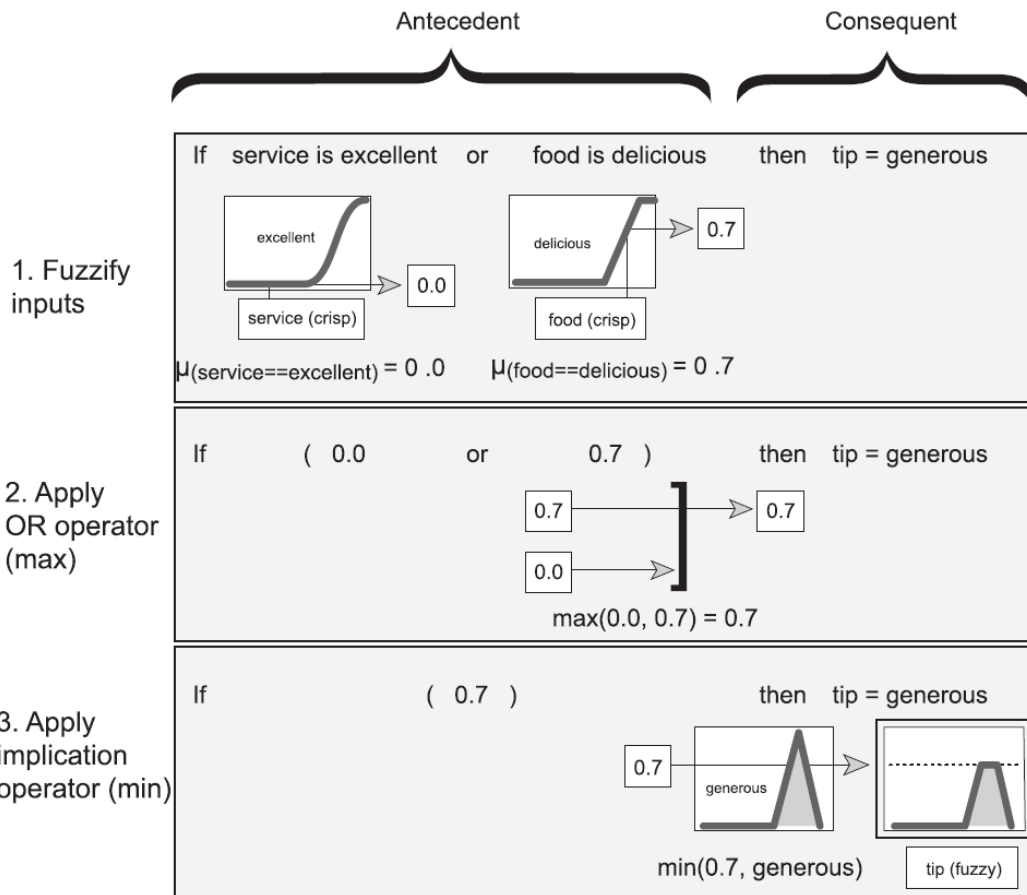 Antecedent
Consequent
If service is excellent or food is delicious then tip = generous
excellent
delicious
0.7
1. Fuzzify
inputs
0.0
service (crisp)
food (crisp)
μ(service==excellent) = 0 .0
μ(food==delicious) = 0 .7
If ( 0.0 or 0.7 ) then tip = generous
2. Apply
OR operator
(max)
0.7
0.7
0.0
max(0.0, 0.7) = 0.7
If ( 0.7 ) then tip = generous
3. Apply
implication
operator (min)
0.7
generous
min(0.7, generous)
tip (fuzzy)